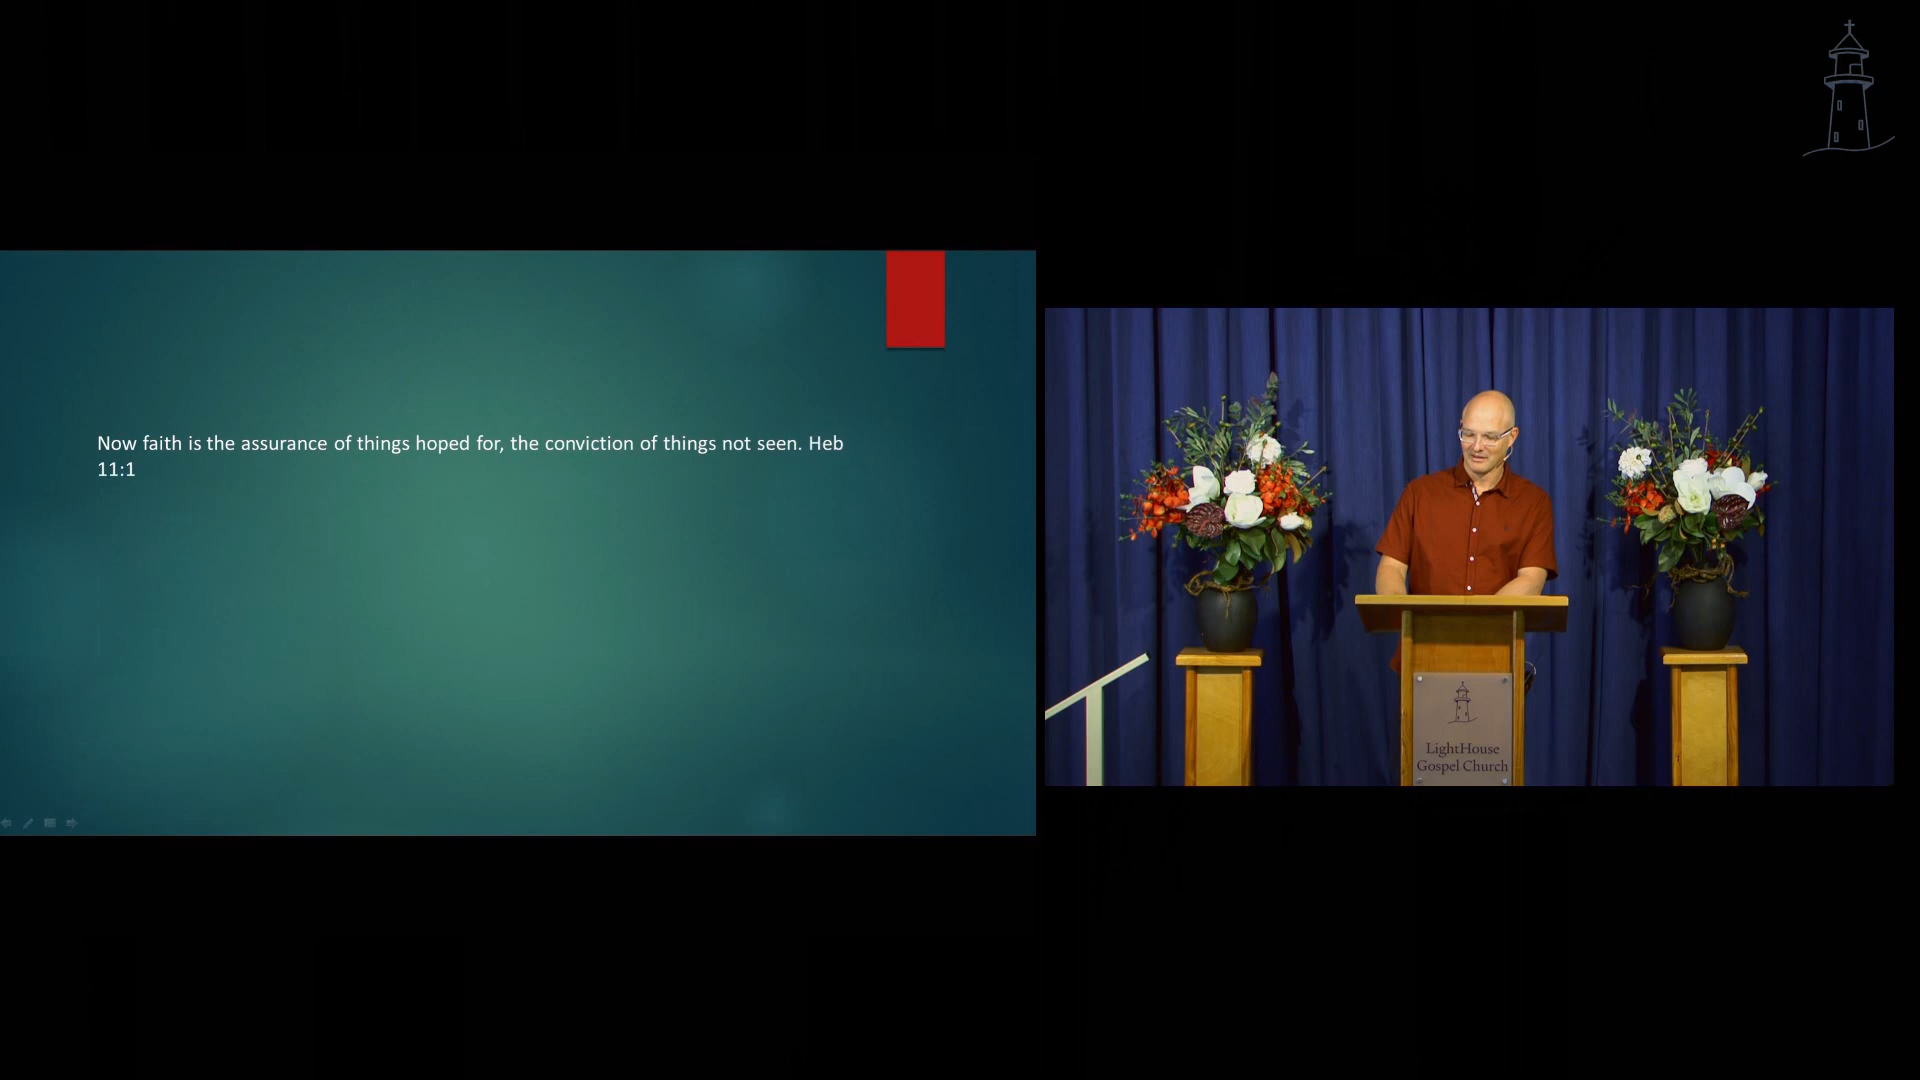 Now faith is the assurance of things hoped for, the conviction of things not seen. Heb
11:1
LightHouse
Gospel Church